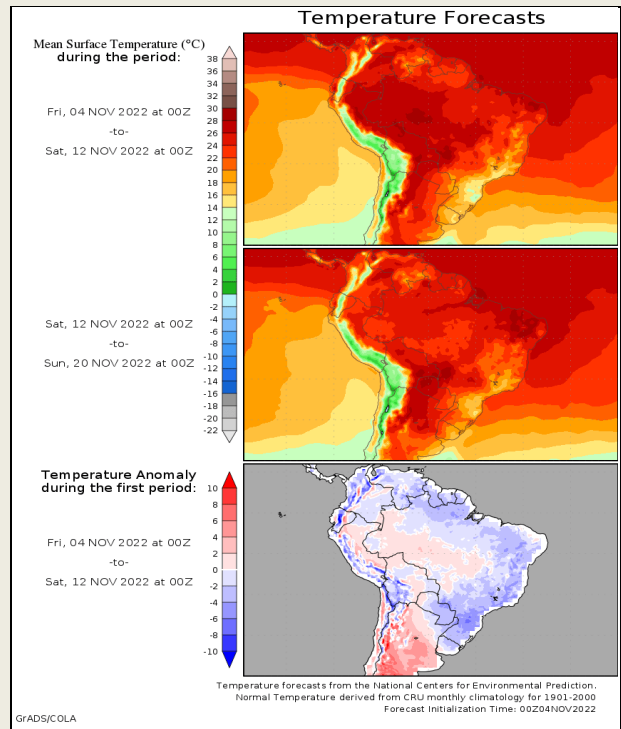 Temperature Forecasts
Mean Surface Temperature (°C)
during the period:
Fri, 04 NOV 2022 at 00Z
-to-
Sat, 12 NOV 2022 at 00Z
38
36
34
32
30
28
26
24
22
20
18
16
14
12
10
8
6
4
2
0
-2
-4
-6
-8
-10
-12
-14
-16
-18
-20
-22
Sat, 12 NOV 2022 at 00Z
-to-
Sun, 20 NOV 2022 at 00Z
Temperature Anomaly
during the first period:
Fri, 04 NOV 2022 at 00Z
-to-
Sat, 12 NOV 2022 at 00Z
10
8
6
4
2
0
-2
-4
-6
-8
-10
Temperature forecasts from the National Centers for Environmental Prediction.
Normal Temperature derived from CRU monthly climatology for 1901-2000
Forecast Initialization Time: 00Z04NOV2022
GrADS/COLA